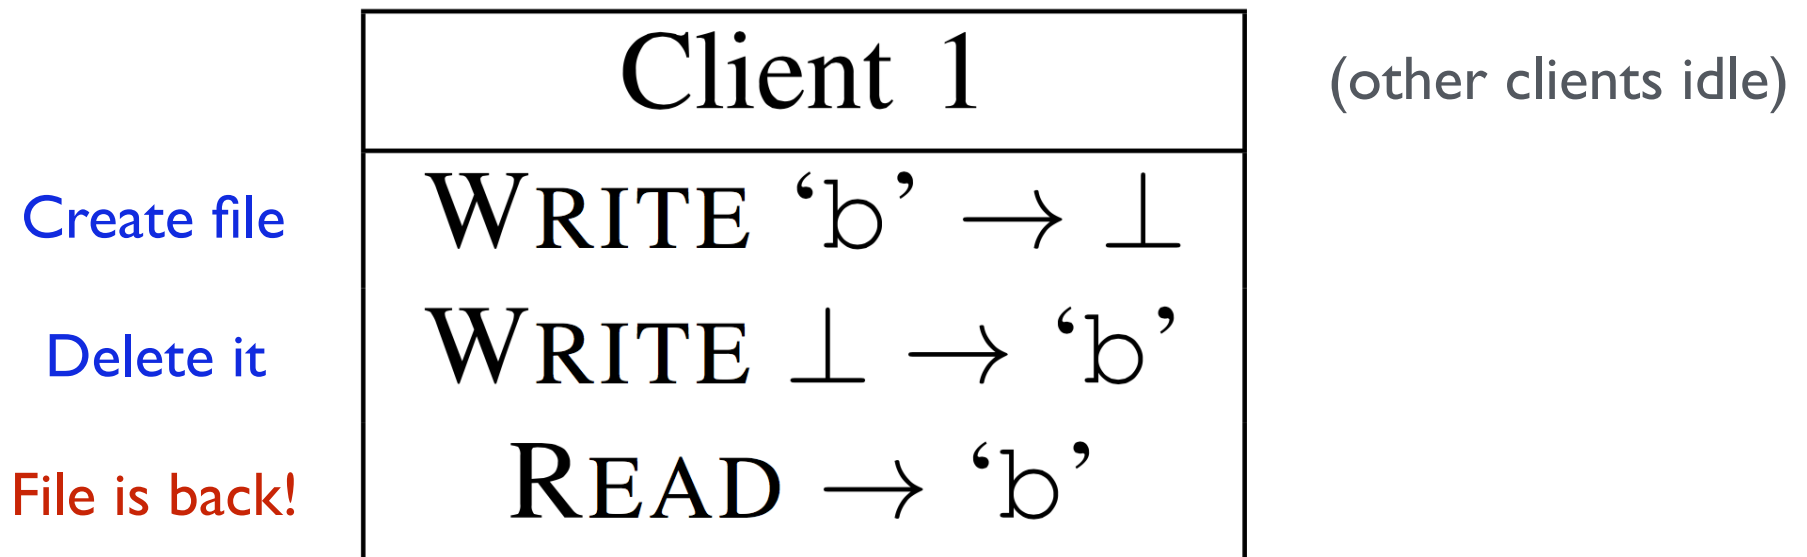 Client 1 (other clients idle)
Create file WRITE ‘b’ → ⊥
Delete it WRITE ⊥ → ‘b’
File is back! READ → ‘b’